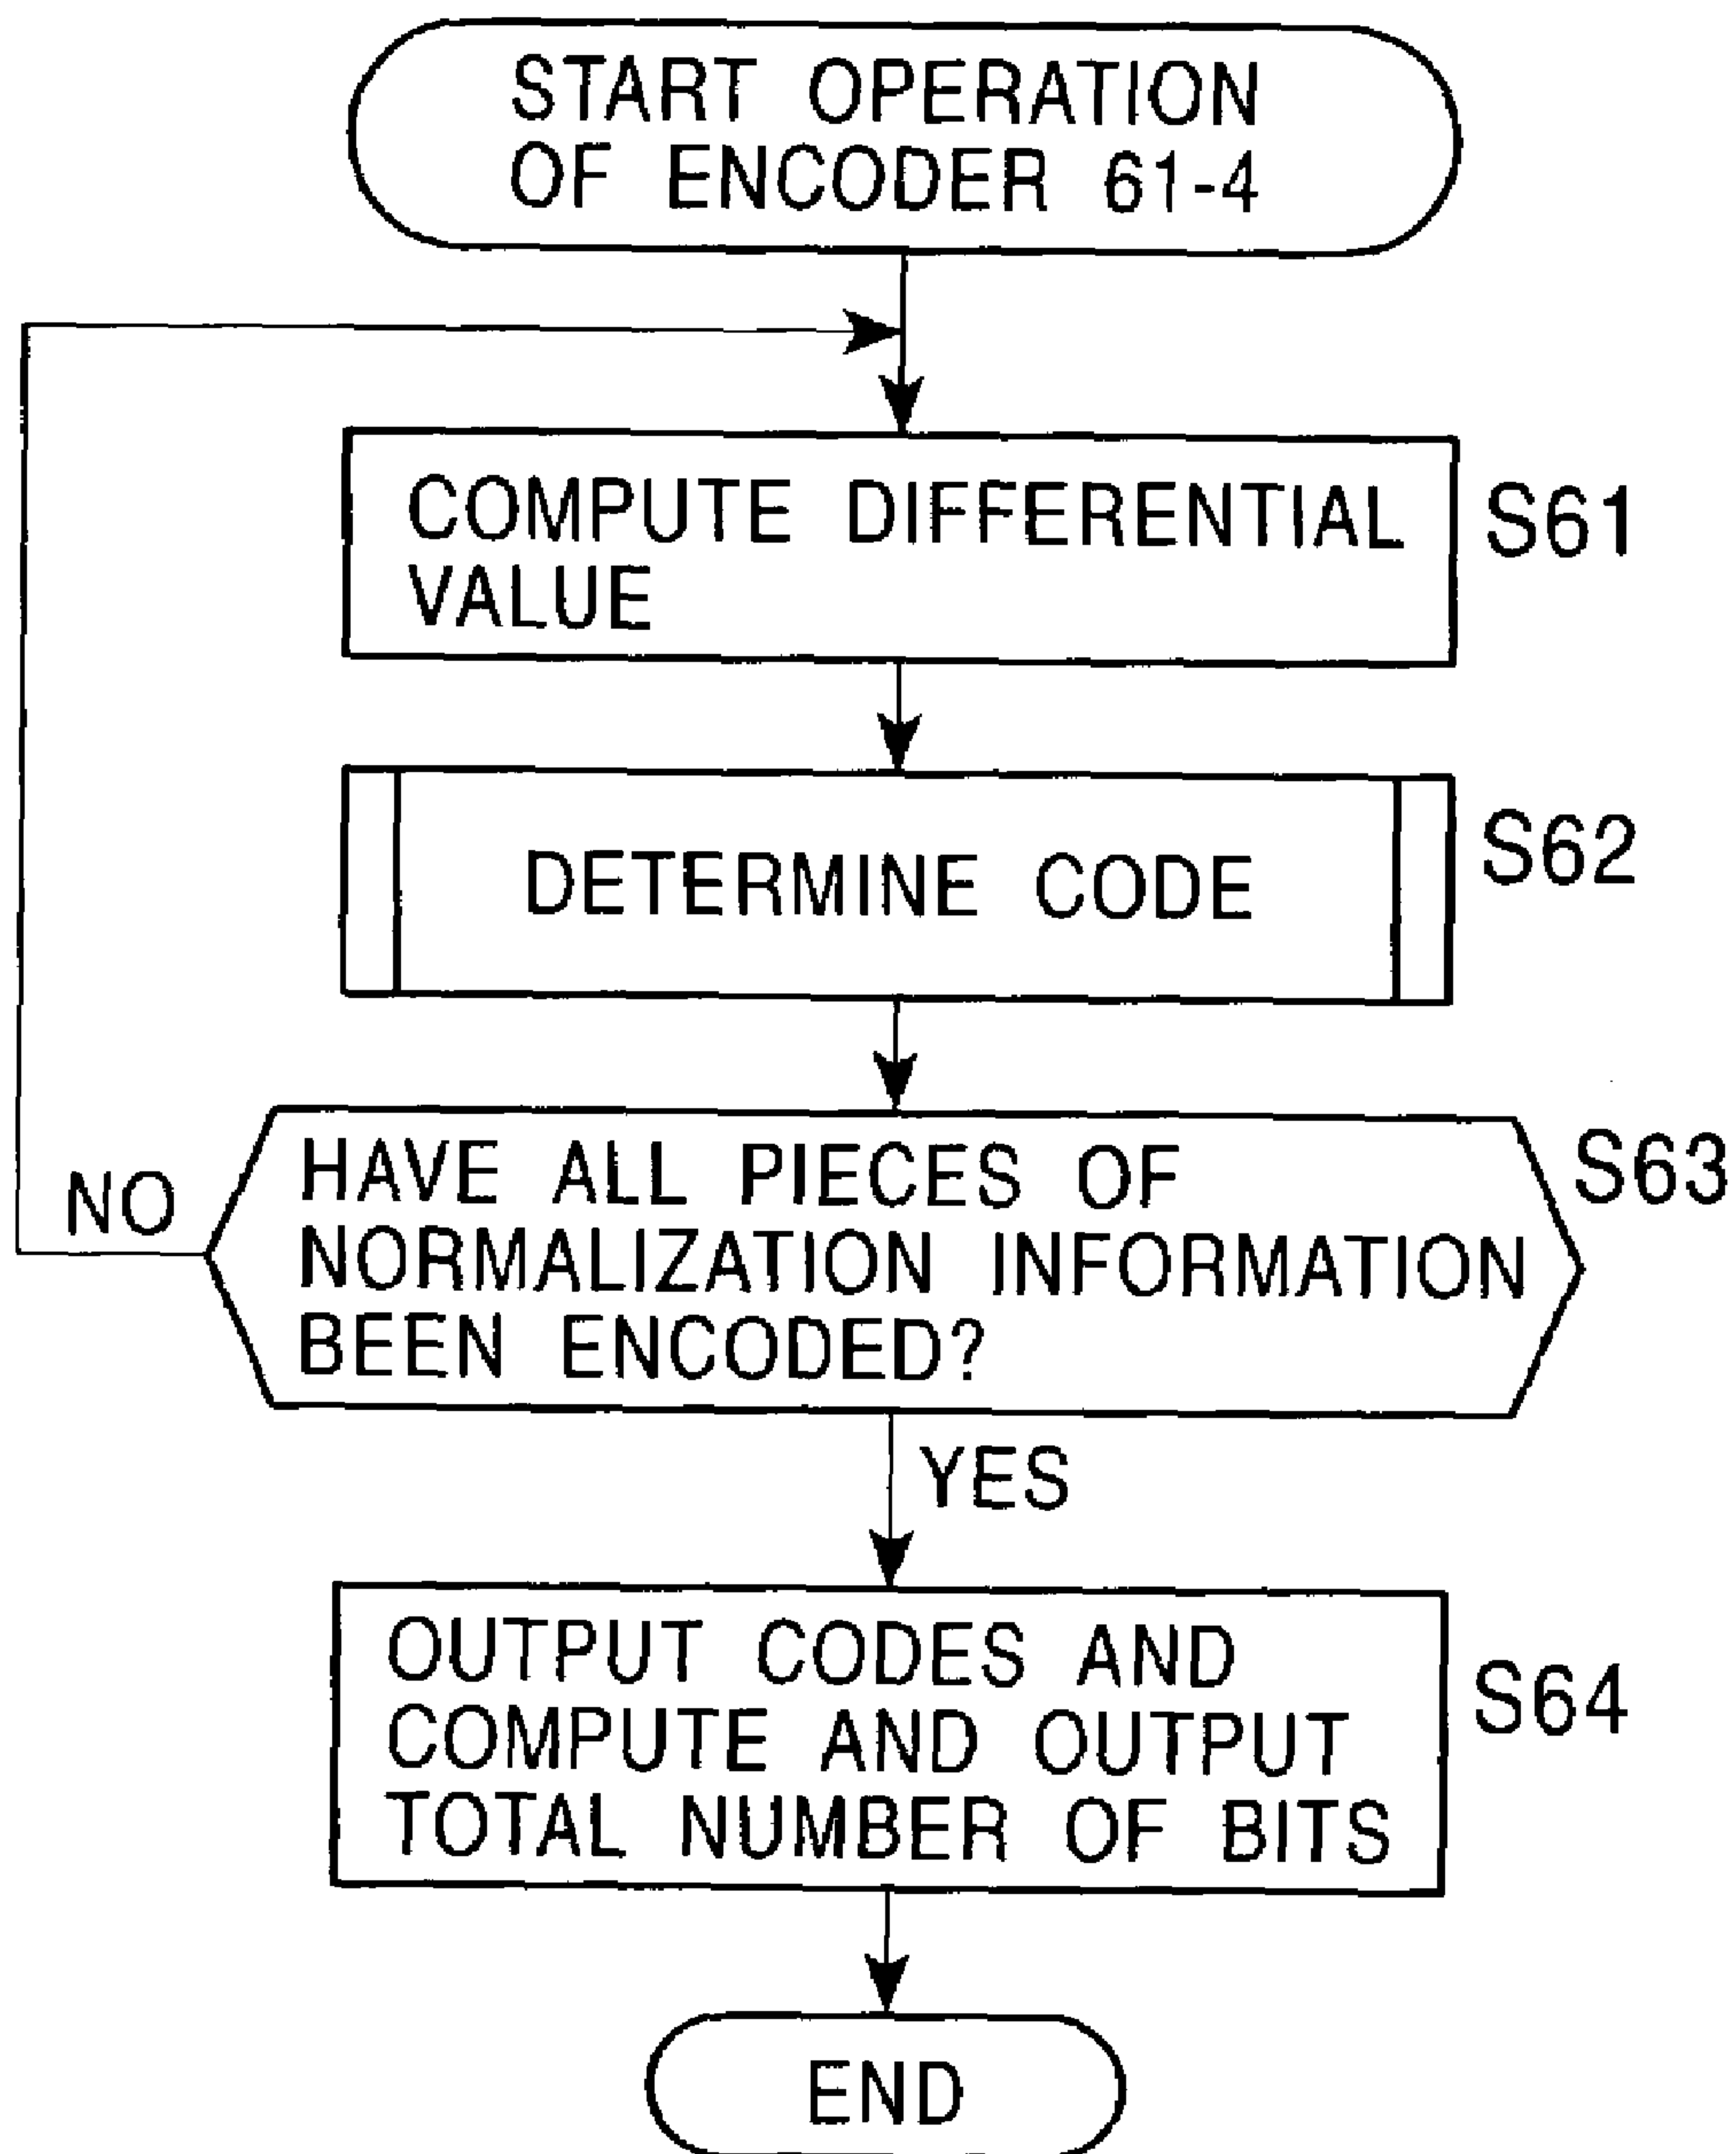 START OPERATION
OF ENCODER 61-4
COMPUTE DIFFERENTIAL
VALUE
S61
DETERMINE CODE
S62
HAVE ALL PIECES OF
NORMALIZATION INFORMATION
BEEN ENCODED?
S63
NO
YES
OUTPUT CODES AND
COMPUTE AND OUTPUT
TOTAL NUMBER OF BITS
S64
END